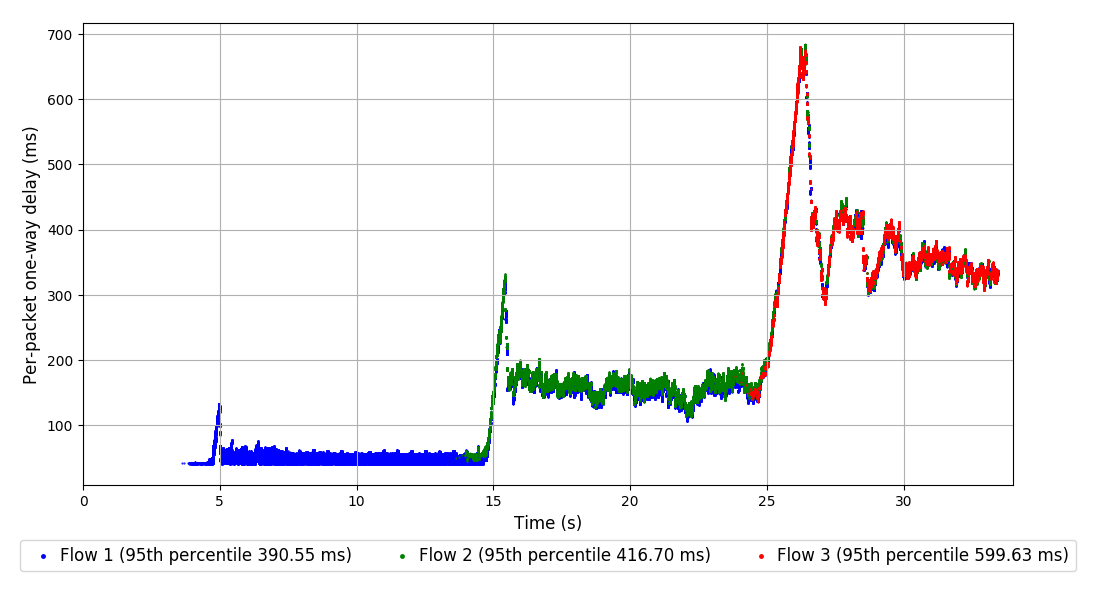 Per-packet one-way delay (ms)
700
600
500
400
300
200
100
0 5 10 15 20 25 30
Time (s)
Flow 1 (95th percentile 390.55 ms) Flow 2 (95th percentile 416.70 ms) Flow 3 (95th percentile 599.63 ms)